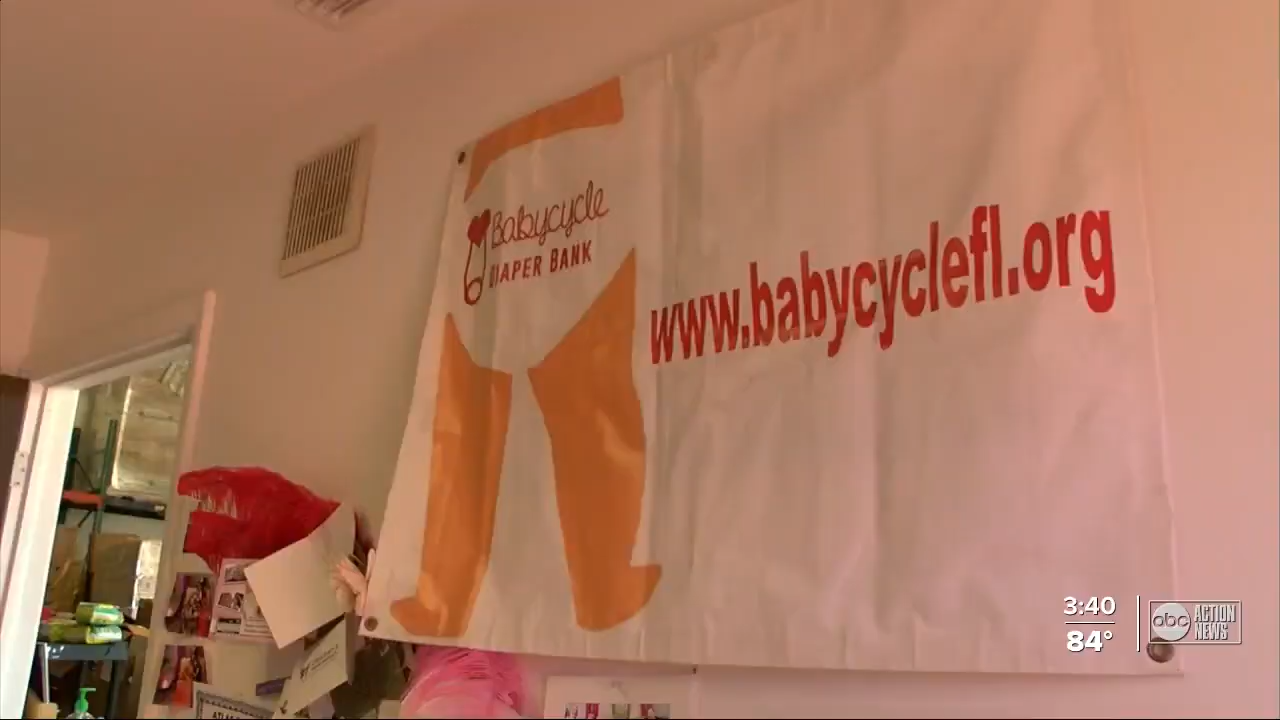 Babycycle
DIAPER BANK
www.babycyclefl.org
3:40
84°
abc ACTION
NEWS